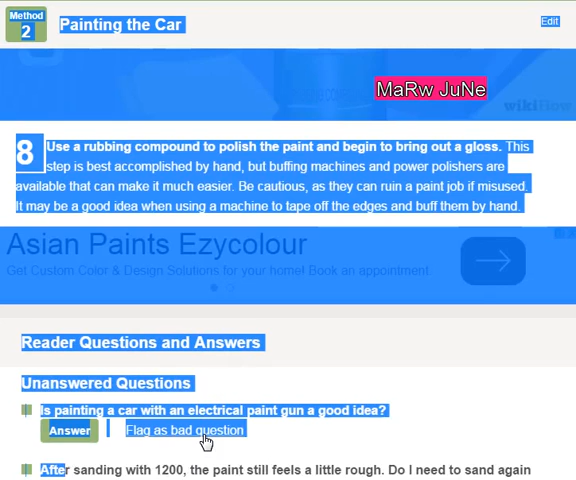 Method
2
Painting the Car
Edit
MaRw JuNe
wikiHow
8
Use a rubbing compound to polish the paint and begin to bring out a gloss. This
step is best accomplished by hand, but buffing machines and power polishers are
available that can make it much easier. Be cautious, as they can ruin a paint job if misused.
It may be a good idea when using a machine to tape off the edges and buff them by hand.
Asian Paints Ezycolour
Get Custom Color & Design Solutions for your home! Book an appointment.
Reader Questions and Answers
Unanswered Questions
Is painting a car with an electrical paint gun a good idea?
Answer
Flag as bad question
After sanding with 1200, the paint still feels a little rough. Do I need to sand again